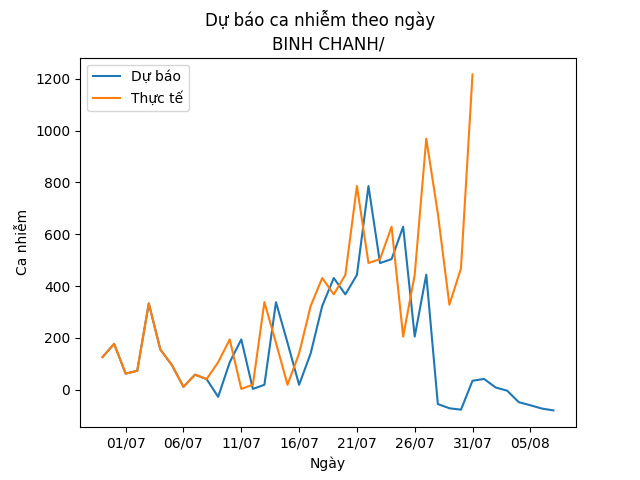 Dự báo ca nhiễm theo ngày
BINH CHANH/
Dự báo
Thực tế
1200
1000
800
600
400
200
0
Ca nhiễm
01/07 06/07 11/07 16/07 21/07 26/07 31/07 05/08
Ngày